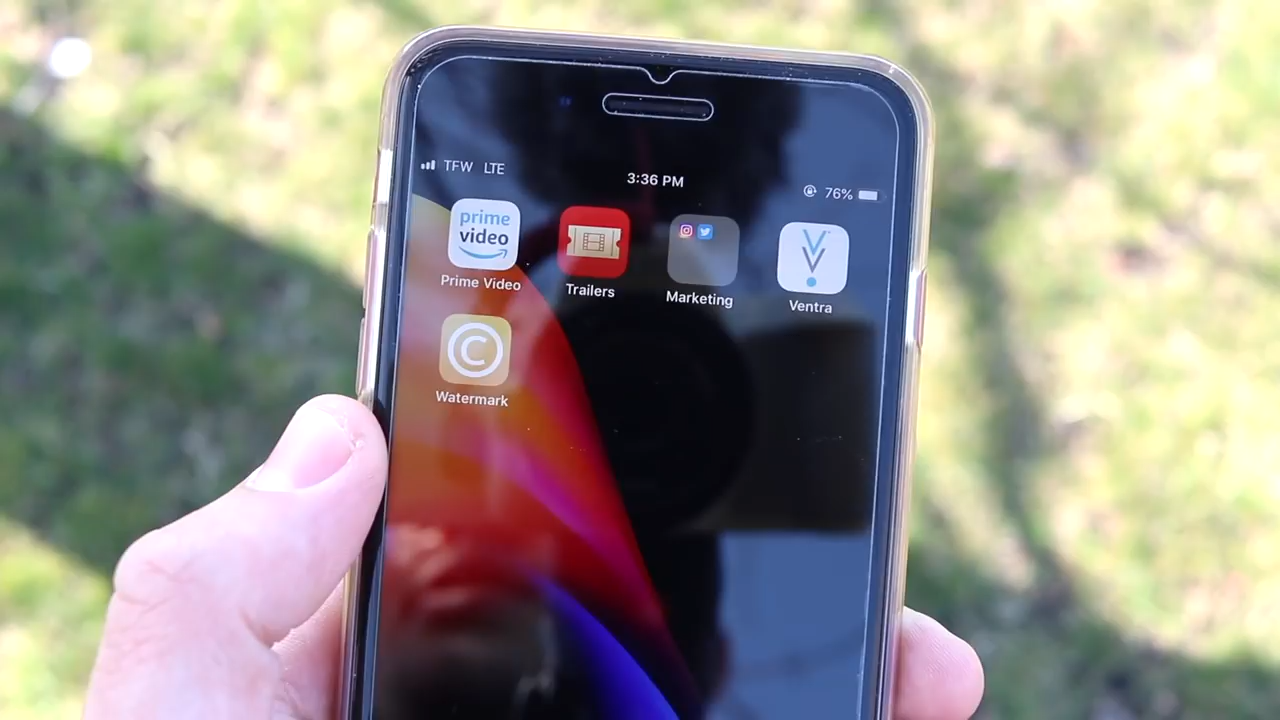 TFW LTE
3:36 PM
76%
prime
video
Prime Video
Trailers
Marketing
Ventra
C
Watermark